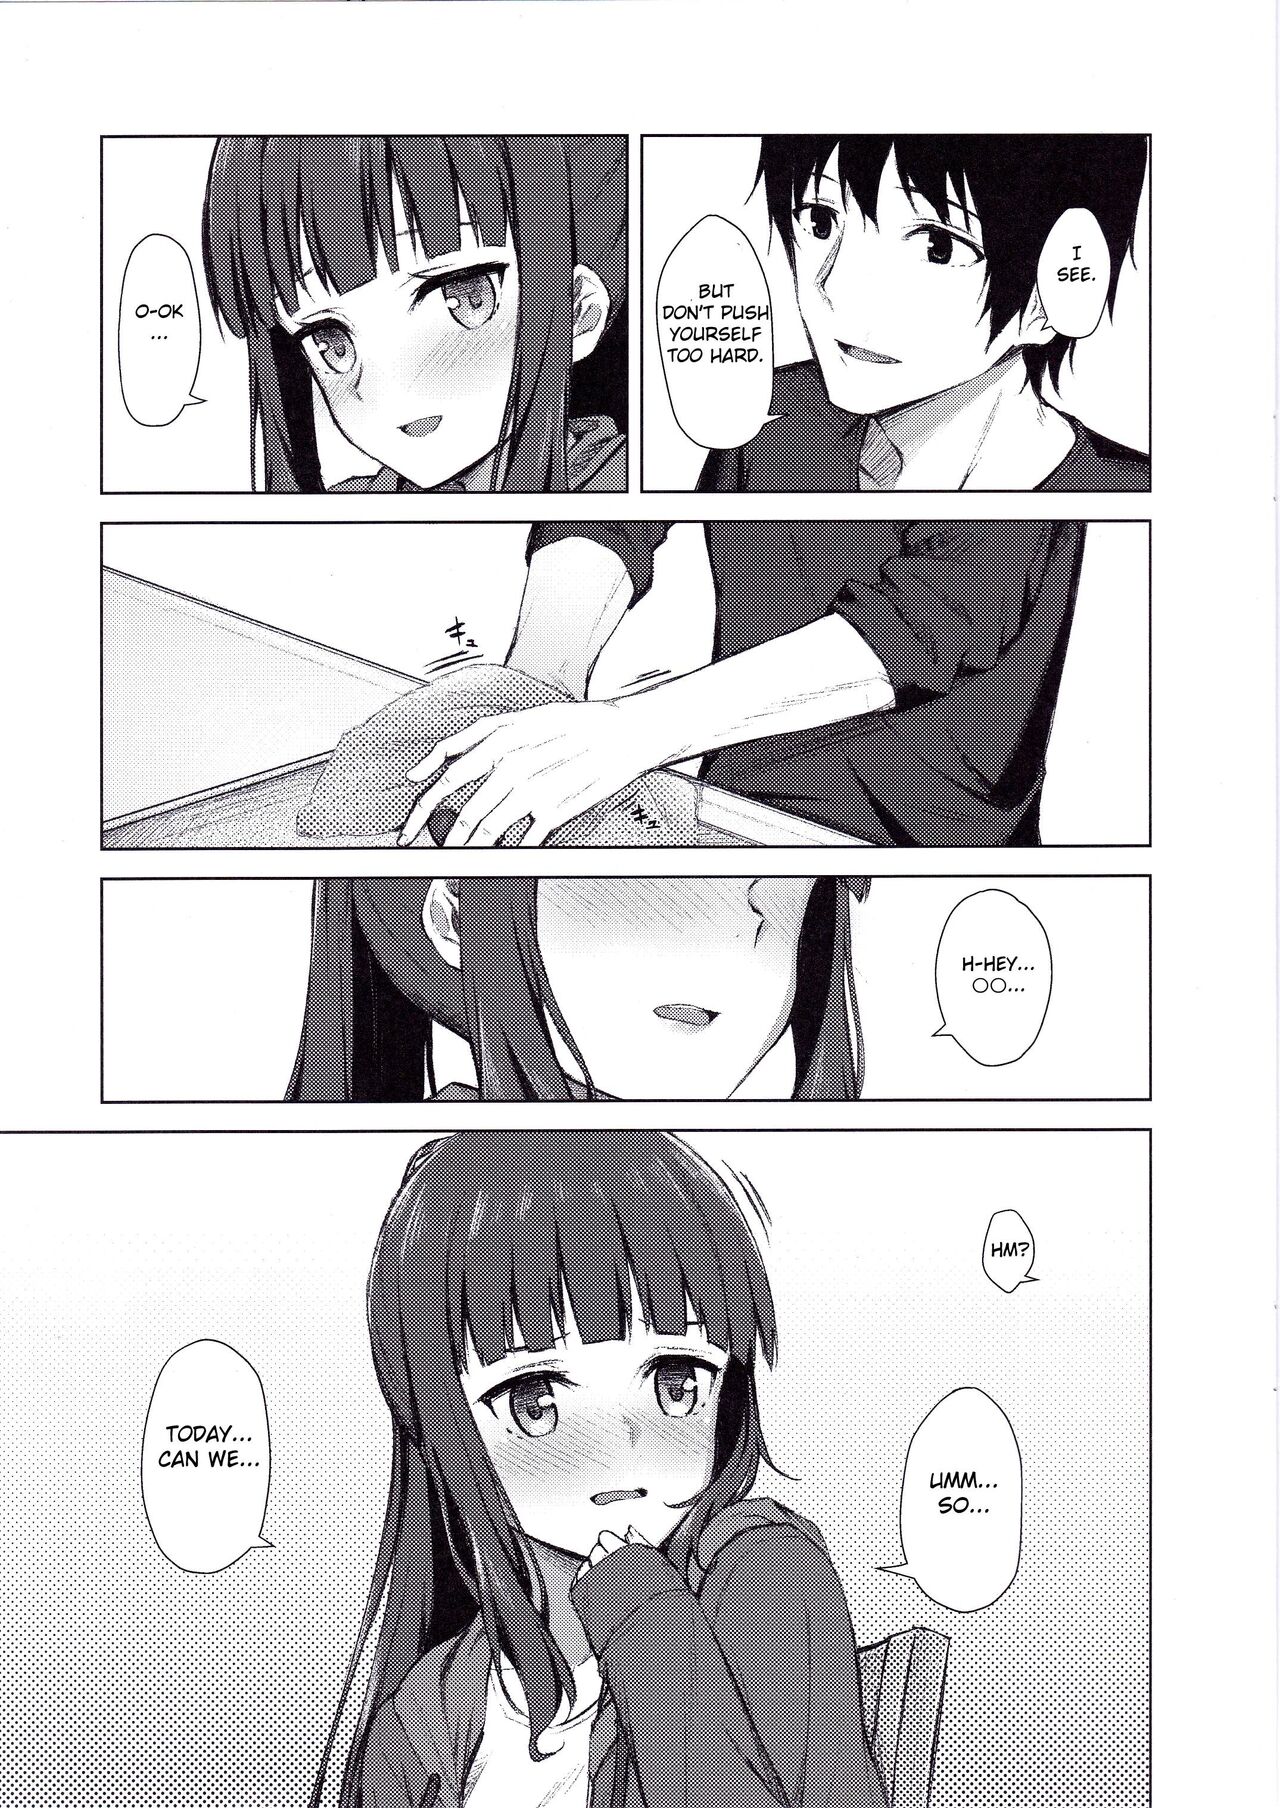 I
SEE.
BUT
DON'T PUSH
YOURSELF
TOO HARD.
O-OK
...
キュ
キュ
H-HEY...
○○...
HM?
UMM...
SO...
TODAY...
CAN WE...